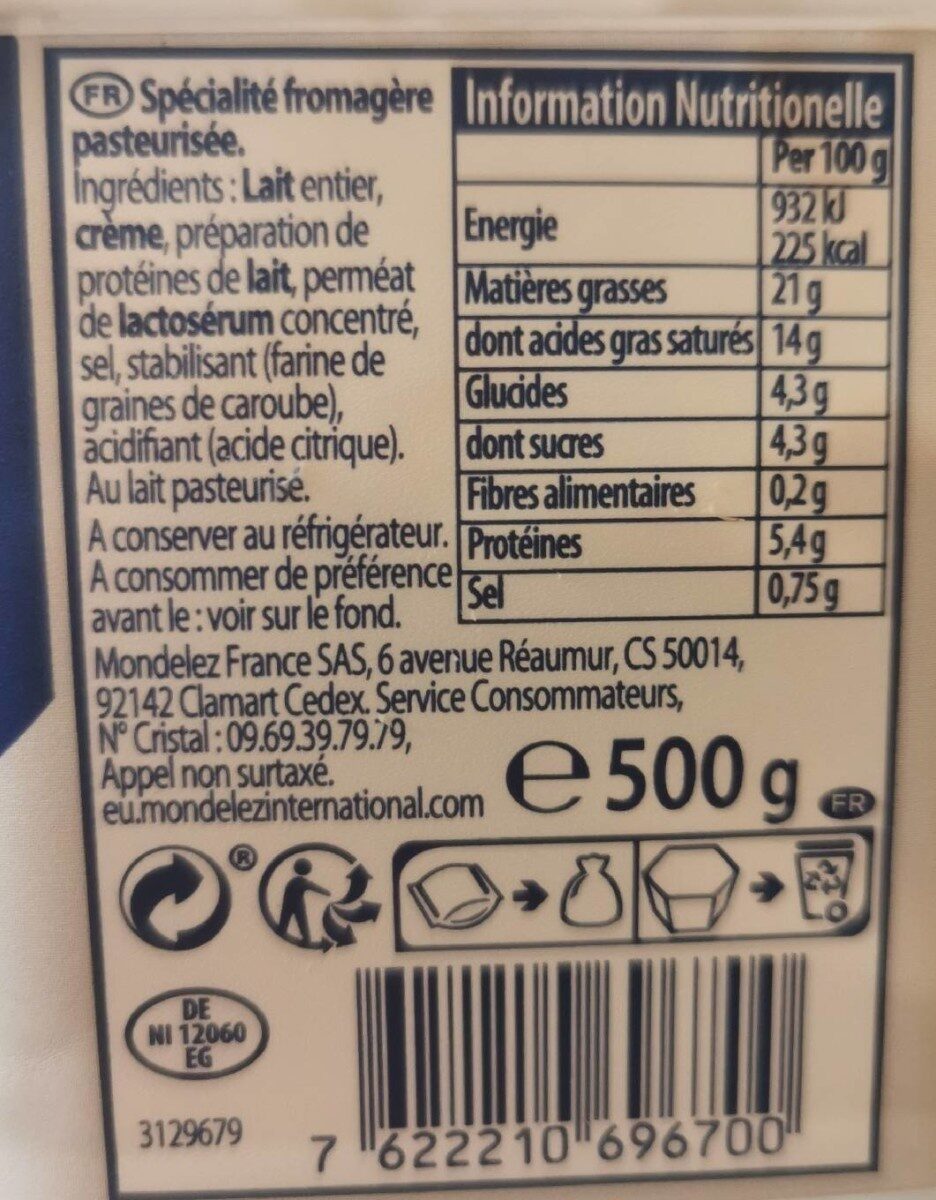 FR Spécialité fromagère
pasteurisée.
Ingrédients : Lait entier,
crème, préparation de
protéines de lait, perméat
de lactosérum concentré,
sel, stabilisant (farine de
graines de caroube),
acidifiant (acide citrique).
Au lait pasteurisé.
A conserver au réfrigérateur.
A consommer de préférence
avant le : voir sur le fond.
Information Nutritionelle
Per 100 g
Energie 932 kJ
225 kcal
Matières grasses 21 g
dont acides gras saturés 14 g
Glucides 4,3 g
dont sucres 4,3 g
Fibres alimentaires 0,2 g
Protéines 5,4 g
Sel 0,75 g
Mondelez France SAS, 6 avenue Réaumur, CS 50014,
92142 Clamart Cedex. Service Consommateurs,
N° Cristal : 09.69.39.79.79,
Appel non surtaxé.
eu.mondelezinternational.com
e 500 g FR
®
DE
NI 12060
EG
3129679
7 622210 696700